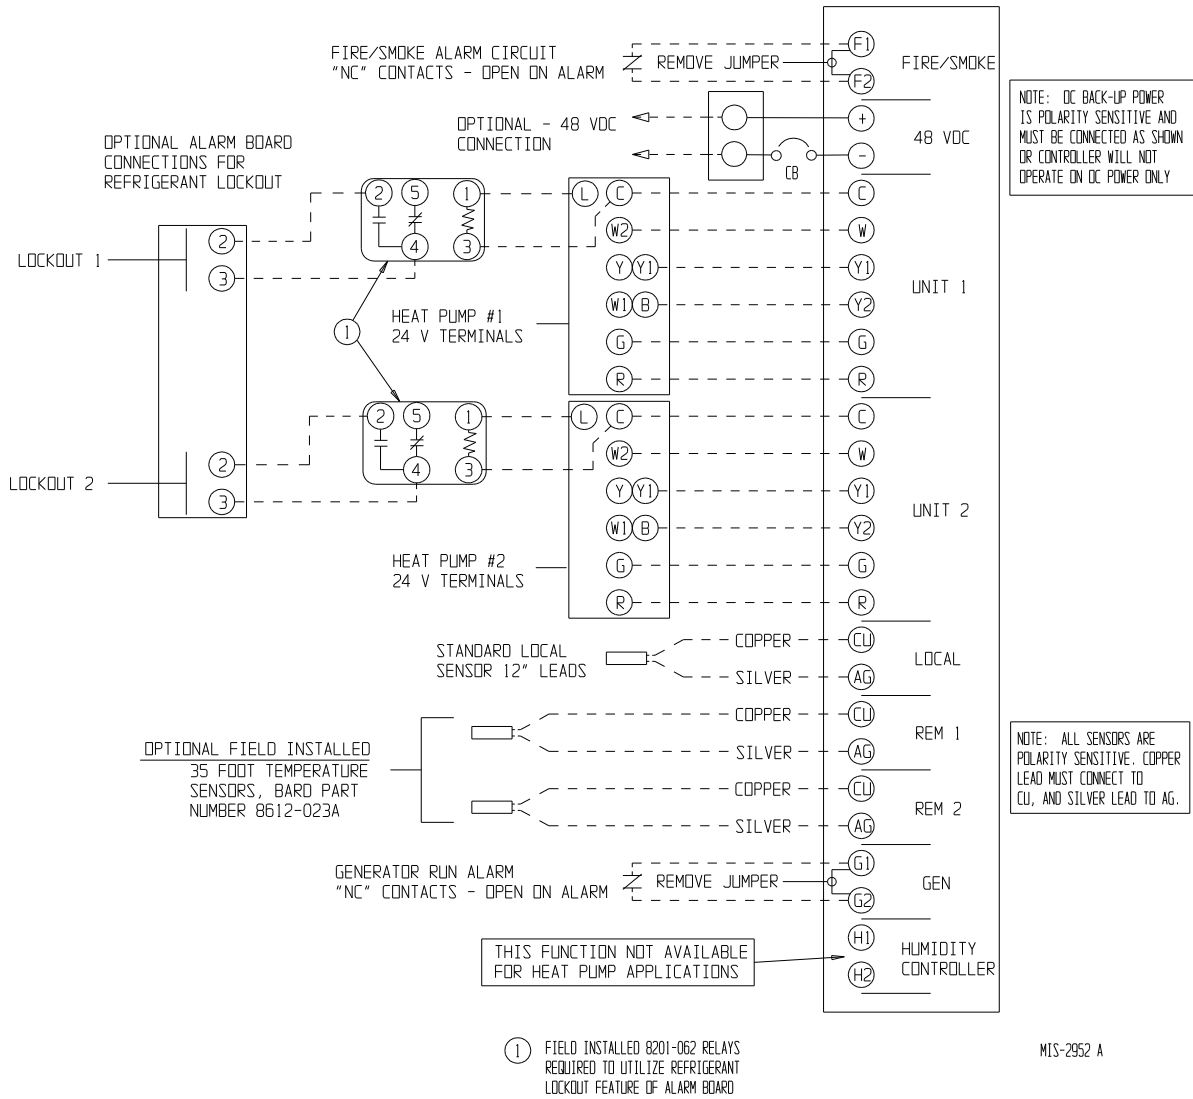 FIRE/SMOKE ALARM CIRCUIT
"NC" CONTACTS - OPEN ON ALARM
REMOVE JUMPER
F1
F2
FIRE/SMOKE
OPTIONAL - 48 VDC
CONNECTION
CB
+
-
48 VDC
NOTE: DC BACK-UP POWER
IS POLARITY SENSITIVE AND
MUST BE CONNECTED AS SHOWN
OR CONTROLLER WILL NOT
OPERATE ON DC POWER ONLY
OPTIONAL ALARM BOARD
CONNECTIONS FOR
REFRIGERANT LOCKOUT
LOCKOUT 1
2
3
2
5
1
4
3
1
HEAT PUMP #1
24 V TERMINALS
L
C
W2
Y
Y1
W1
B
G
R
C
W
Y1
Y2
G
R
UNIT 1
LOCKOUT 2
2
3
2
5
1
4
3
HEAT PUMP #2
24 V TERMINALS
L
C
W2
Y
Y1
W1
B
G
R
C
W
Y1
Y2
G
R
UNIT 2
STANDARD LOCAL
SENSOR 12" LEADS
COPPER
SILVER
CU
AG
LOCAL
OPTIONAL FIELD INSTALLED
35 FOOT TEMPERATURE
SENSORS, BARD PART
NUMBER 8612-023A
COPPER
SILVER
CU
AG
REM 1
COPPER
SILVER
CU
AG
REM 2
NOTE: ALL SENSORS ARE
POLARITY SENSITIVE. COPPER
LEAD MUST CONNECT TO
CU, AND SILVER LEAD TO AG.
GENERATOR RUN ALARM
"NC" CONTACTS - OPEN ON ALARM
REMOVE JUMPER
G1
G2
GEN
THIS FUNCTION NOT AVAILABLE
FOR HEAT PUMP APPLICATIONS
H1
H2
HUMIDITY
CONTROLLER
1
FIELD INSTALLED 8201-062 RELAYS
REQUIRED TO UTILIZE REFRIGERANT
LOCKOUT FEATURE OF ALARM BOARD
MIS-2952 A